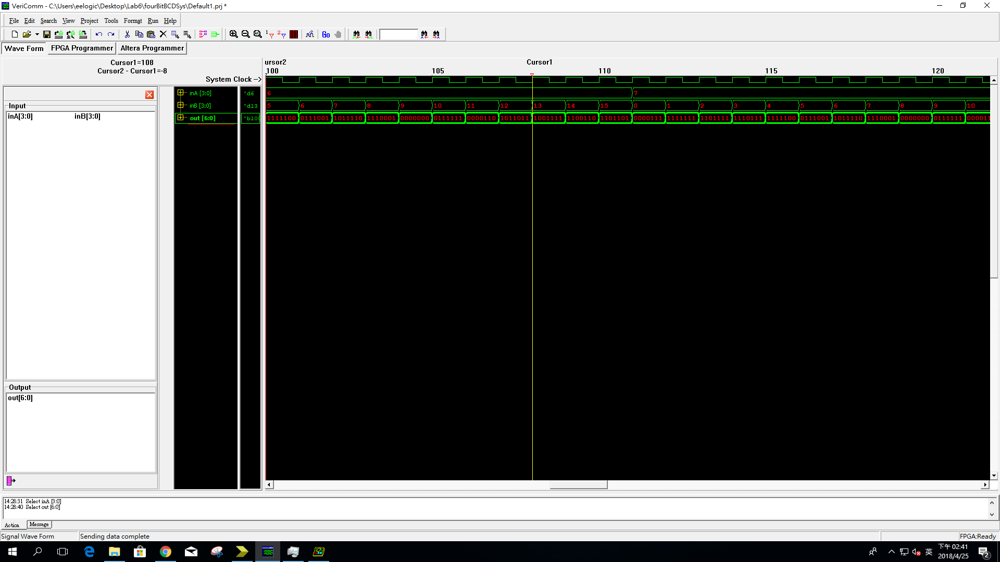 VeriComm - C:\Users\eelogic\Desktop\Lab6\fourBitBCDSys\Default1.prj *
File Edit Search View Project Tools Format Run Help
1 2 Go
Wave Form FPGA Programmer Altera Programmer
Cursor1=108
Cursor2 - Cursor1=-8
System Clock -->
ursor2 Cursor1
100 105 110 115 120
inA [3:0] 'd6 6 7
inB [3:0] 'd13 5 6 7 8 9 10 11 12 13 14 15 0 1 2 3 4 5 6 7 8 9 10
out [6:0] 'b10 1111100 0111001 1011110 1110001 0000000 0111111 0000110 1011011 1001111 1100110 1101101 0000111 1111111 1101111 1110111 1111100 0111001 1011110 1110001 0000000 0111111 000011
Input
inA[3:0] inB[3:0]
Output
out[6:0]
14:28:31 Select inA [3:0]
14:28:40 Select out [6:0]
Action Message
Signal Wave Form Sending data complete FPGA:Ready
英 下午 02:41
2018/4/25 2